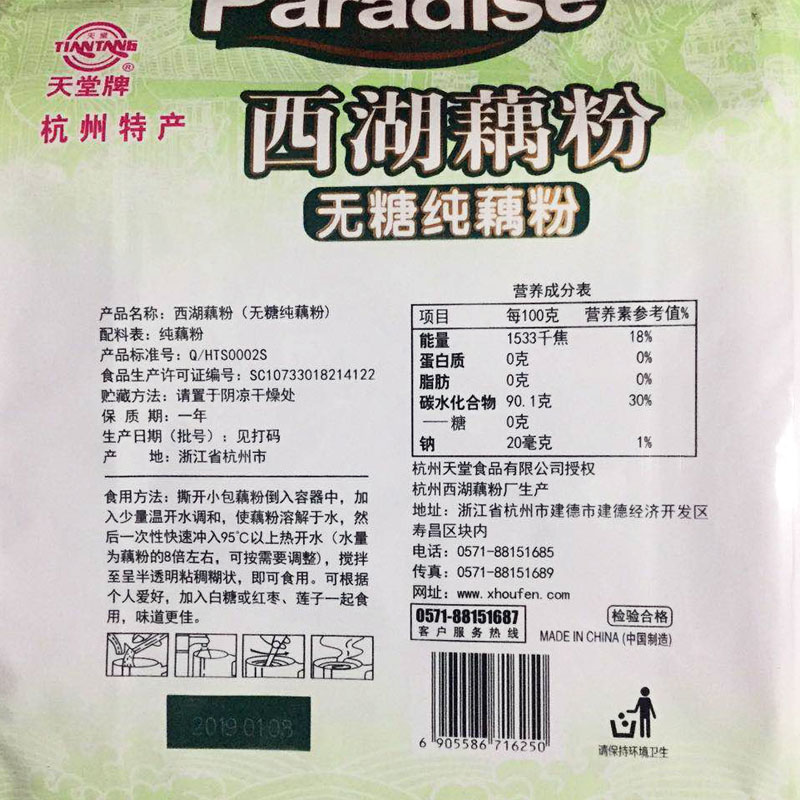 Paradise
天堂
TIANTANG
®
天堂牌
杭州特产
西湖藕粉
无糖纯藕粉
产品名称：西湖藕粉（无糖纯藕粉）
配料表：纯藕粉
产品标准号：Q/HTS0002S
食品生产许可证编号：SC10733018214122
贮藏方法：请置于阴凉干燥处
保 质 期：一年
生产日期（批号）：见打码
产 地：浙江省杭州市
食用方法：撕开小包藕粉倒入容器中，加
入少量温开水调和，使藕粉溶解于水，然
后一次性快速冲入95℃以上热开水（水量
为藕粉的8倍左右，可按需要调整），搅拌
至呈半透明粘稠糊状，即可食用。可根据
个人爱好，加入白糖或红枣、莲子一起食
用，味道更佳。
2019 01 08
营养成分表
项目 每100克 营养素参考值%
能量 1533千焦 18%
蛋白质 0克 0%
脂肪 0克 0%
碳水化合物 90.1克 30%
——糖 0克
钠 20毫克 1%
杭州天堂食品有限公司授权
杭州西湖藕粉厂生产
地址：浙江省杭州市建德市建德经济开发区
寿昌区块内
电话：0571-88151685
传真：0571-88151689
网址：www.xhoufen.com
0571-88151687
客户服务热线
检验合格
MADE IN CHINA (中国制造)
6 905586 716250
请保持环境卫生